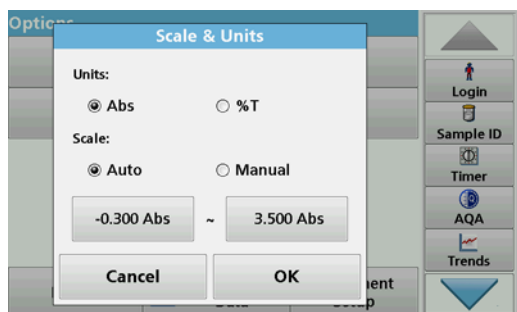 Options
Scale & Units
Units:
Abs
%T
Scale:
Auto
Manual
-0.300 Abs ~ 3.500 Abs
Cancel
OK
Login
Sample ID
Timer
AQA
Trends